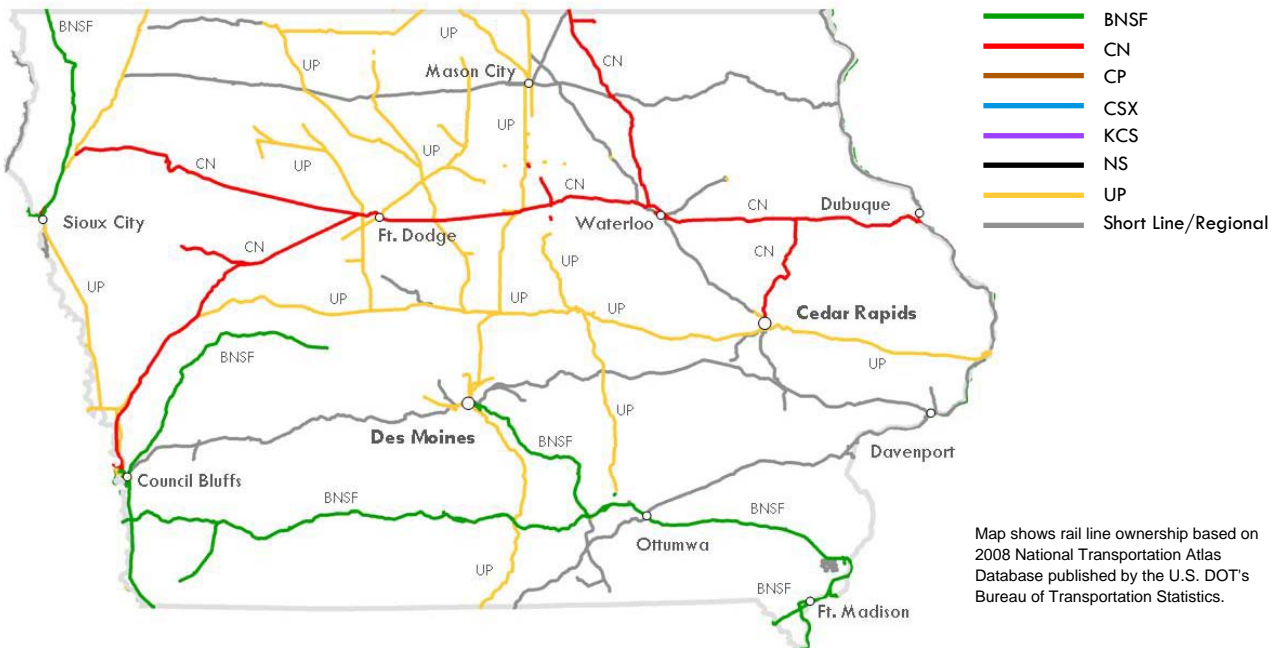 BNSF
UP
UP
CN
Mason City
UP
CN
UP
UP
CN
Sioux City
Ft. Dodge
Waterloo
CN
Dubuque
CN
CN
UP
UP
UP
UP
UP
Cedar Rapids
BNSF
UP
UP
Des Moines
BNSF
Davenport
Council Bluffs
BNSF
BNSF
Ottumwa
UP
BNSF
Ft. Madison
BNSF
CN
CP
CSX
KCS
NS
UP
Short Line/Regional
Map shows rail line ownership based on
2008 National Transportation Atlas
Database published by the U.S. DOT's
Bureau of Transportation Statistics.